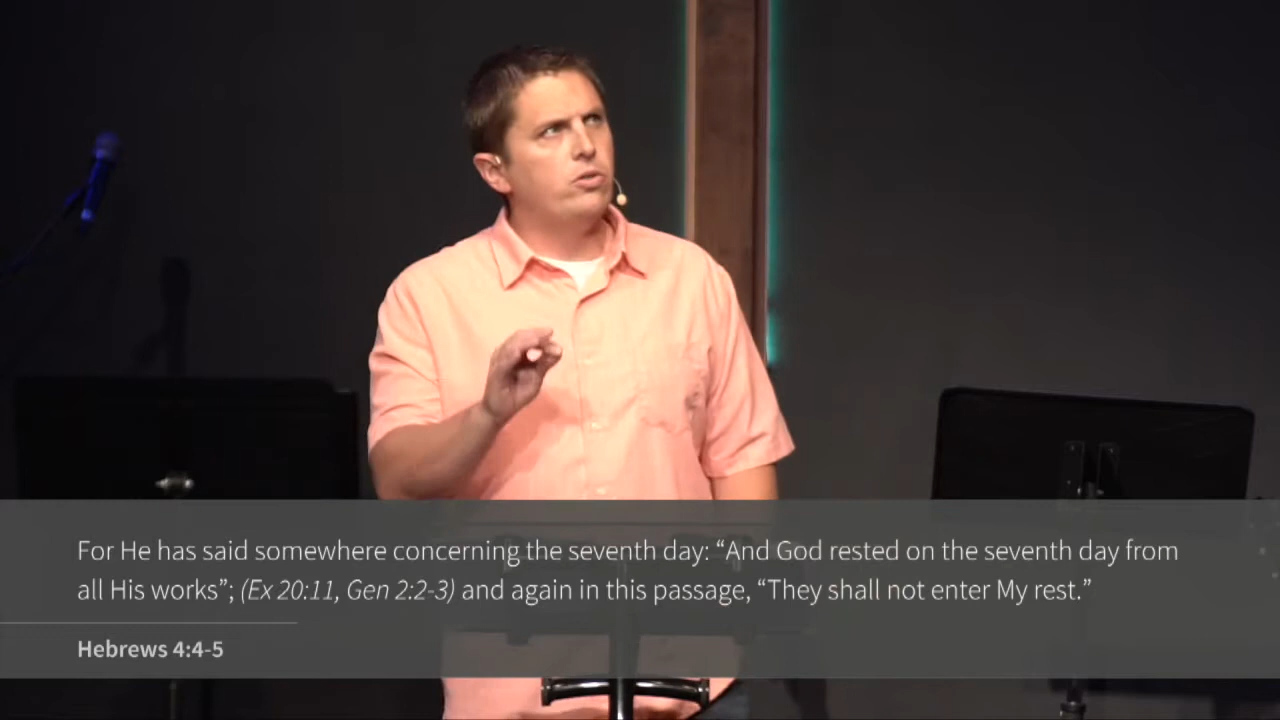 For He has said somewhere concerning the seventh day: “And God rested on the seventh day from
all His works”; (Ex 20:11, Gen 2:2-3) and again in this passage, “They shall not enter My rest.”
Hebrews 4:4-5